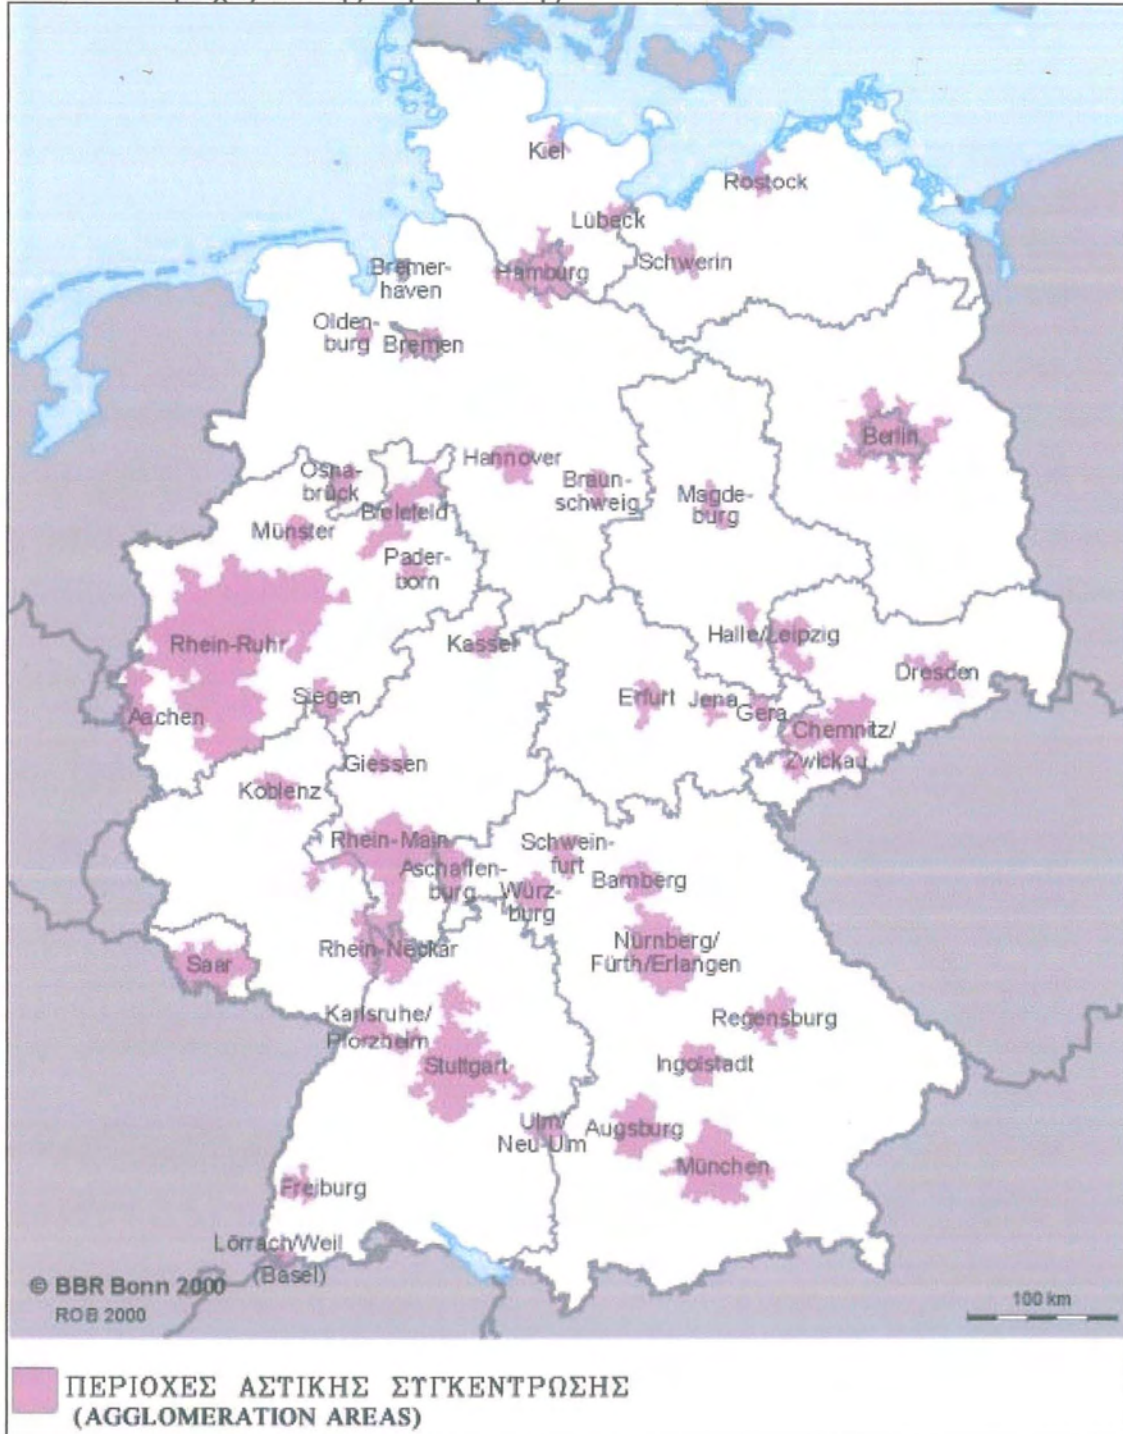 Kiel
Rostock
Lübeck
Schwerin
Hamburg
Bremer-
haven
Olden-
burg
Bremen
Berlin
Hannover
Osna-
brück
Braun-
schweig
Magde-
burg
Bielefeld
Münster
Pader-
born
Rhein-Ruhr
Kassel
Halle/Leipzig
Dresden
Siegen
Erfurt
Jena
Gera
Aachen
Chemnitz/
Zwickau
Giessen
Koblenz
Rhein-Main
Schwein-
furt
Aschaffen-
burg
Würz-
burg
Bamberg
Rhein-Neckar
Nürnberg/
Fürth/Erlangen
Saar
Karlsruhe/
Pforzheim
Regensburg
Stuttgart
Ingolstadt
Ulm/
Neu-Ulm
Augsburg
München
Freiburg
Lörrach/Weil
(Basel)
© BBR Bonn 2000
ROB 2000
100 km
ΠΕΡΙΟΧΕΣ ΑΣΤΙΚΗΣ ΣΥΓΚΕΝΤΡΩΣΗΣ
(AGGLOMERATION AREAS)